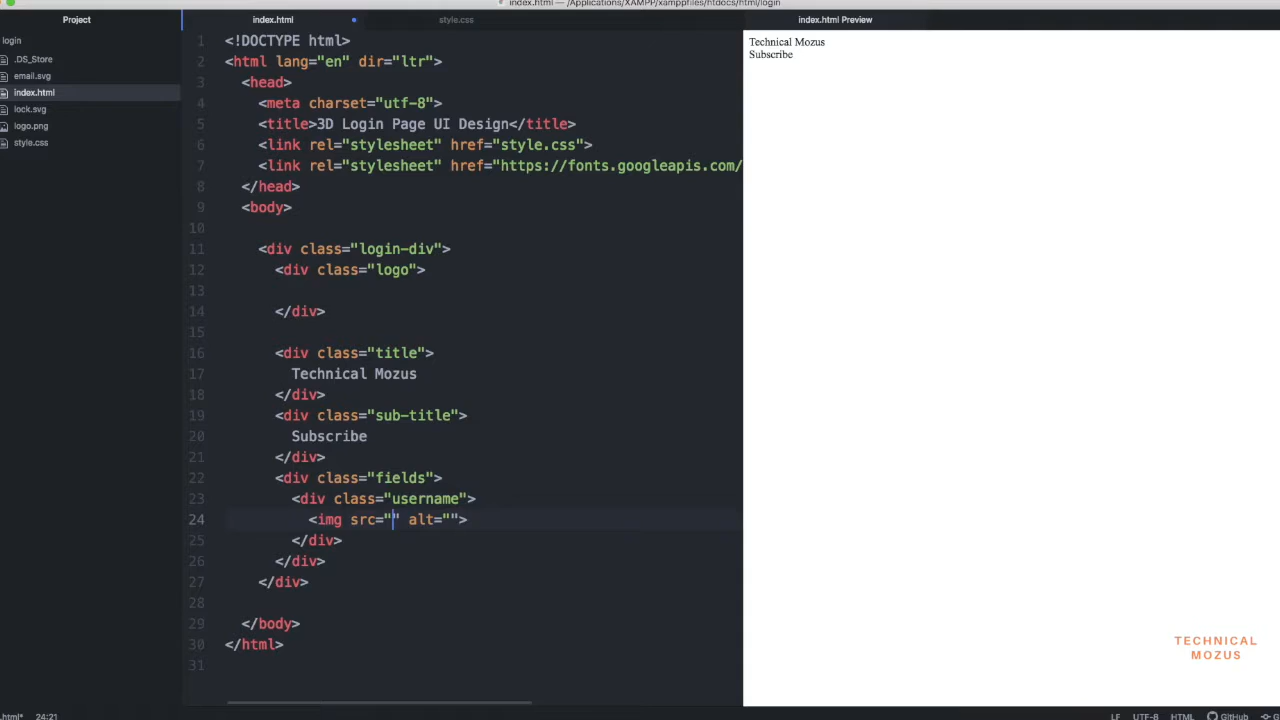 index.html — /Applications/XAMPP/xamppfiles/htdocs/html/login
Project
index.html
style.css
index.html Preview
login
.DS_Store
email.svg
index.html
lock.svg
logo.png
style.css
1 <!DOCTYPE html>
2 <html lang="en" dir="ltr">
3 <head>
4 <meta charset="utf-8">
5 <title>3D Login Page UI Design</title>
6 <link rel="stylesheet" href="style.css">
7 <link rel="stylesheet" href="https://fonts.googleapis.com/
8 </head>
9 <body>
10
11 <div class="login-div">
12 <div class="logo">
13
14 </div>
15
16 <div class="title">
17 Technical Mozus
18 </div>
19 <div class="sub-title">
20 Subscribe
21 </div>
22 <div class="fields">
23 <div class="username">
24 <img src="" alt="">
25 </div>
26 </div>
27 </div>
28
29 </body>
30 </html>
31
Technical Mozus
Subscribe
TECHNICAL
MOZUS
.html* 24:21
LF UTF-8 HTML GitHub